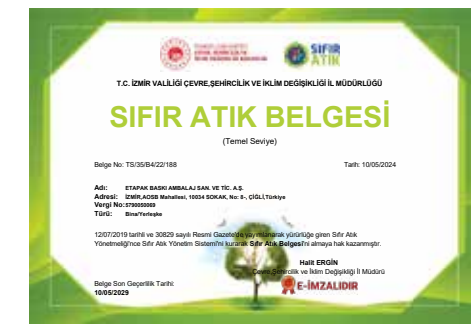 SIFIR
ATIK
T.C. İZMİR VALİLİĞİ ÇEVRE,ŞEHİRCİLİK VE İKLİM DEĞİŞİKLİĞİ İL MÜDÜRLÜĞÜ
SIFIR ATIK BELGESİ
(Temel Seviye)
Belge No: TS/35/B4/22/188 Tarih: 10/05/2024
Adı: ETAPAK BASKI AMBALAJ SAN. VE TİC. A.Ş.
Adresi: İZMİR,AOSB Mahallesi, 10034 SOKAK, No: 8-, ÇİĞLİ,Türkiye
Vergi No:
Türü: Bina/Yerleşke
12/07/2019 tarihli ve 30829 sayılı Resmi Gazete'de yayımlanarak yürürlüğe giren Sıfır Atık
Yönetmeliği'nce Sıfır Atık Yönetim Sistemi'ni kurarak Sıfır Atık Belgesi'ni almaya hak kazanmıştır.
Halit ERGİN
Çevre,Şehircilik ve İklim Değişikliği İl Müdürü
Belge Son Geçerlilik Tarihi:
10/05/2029
E-İMZALIDIR